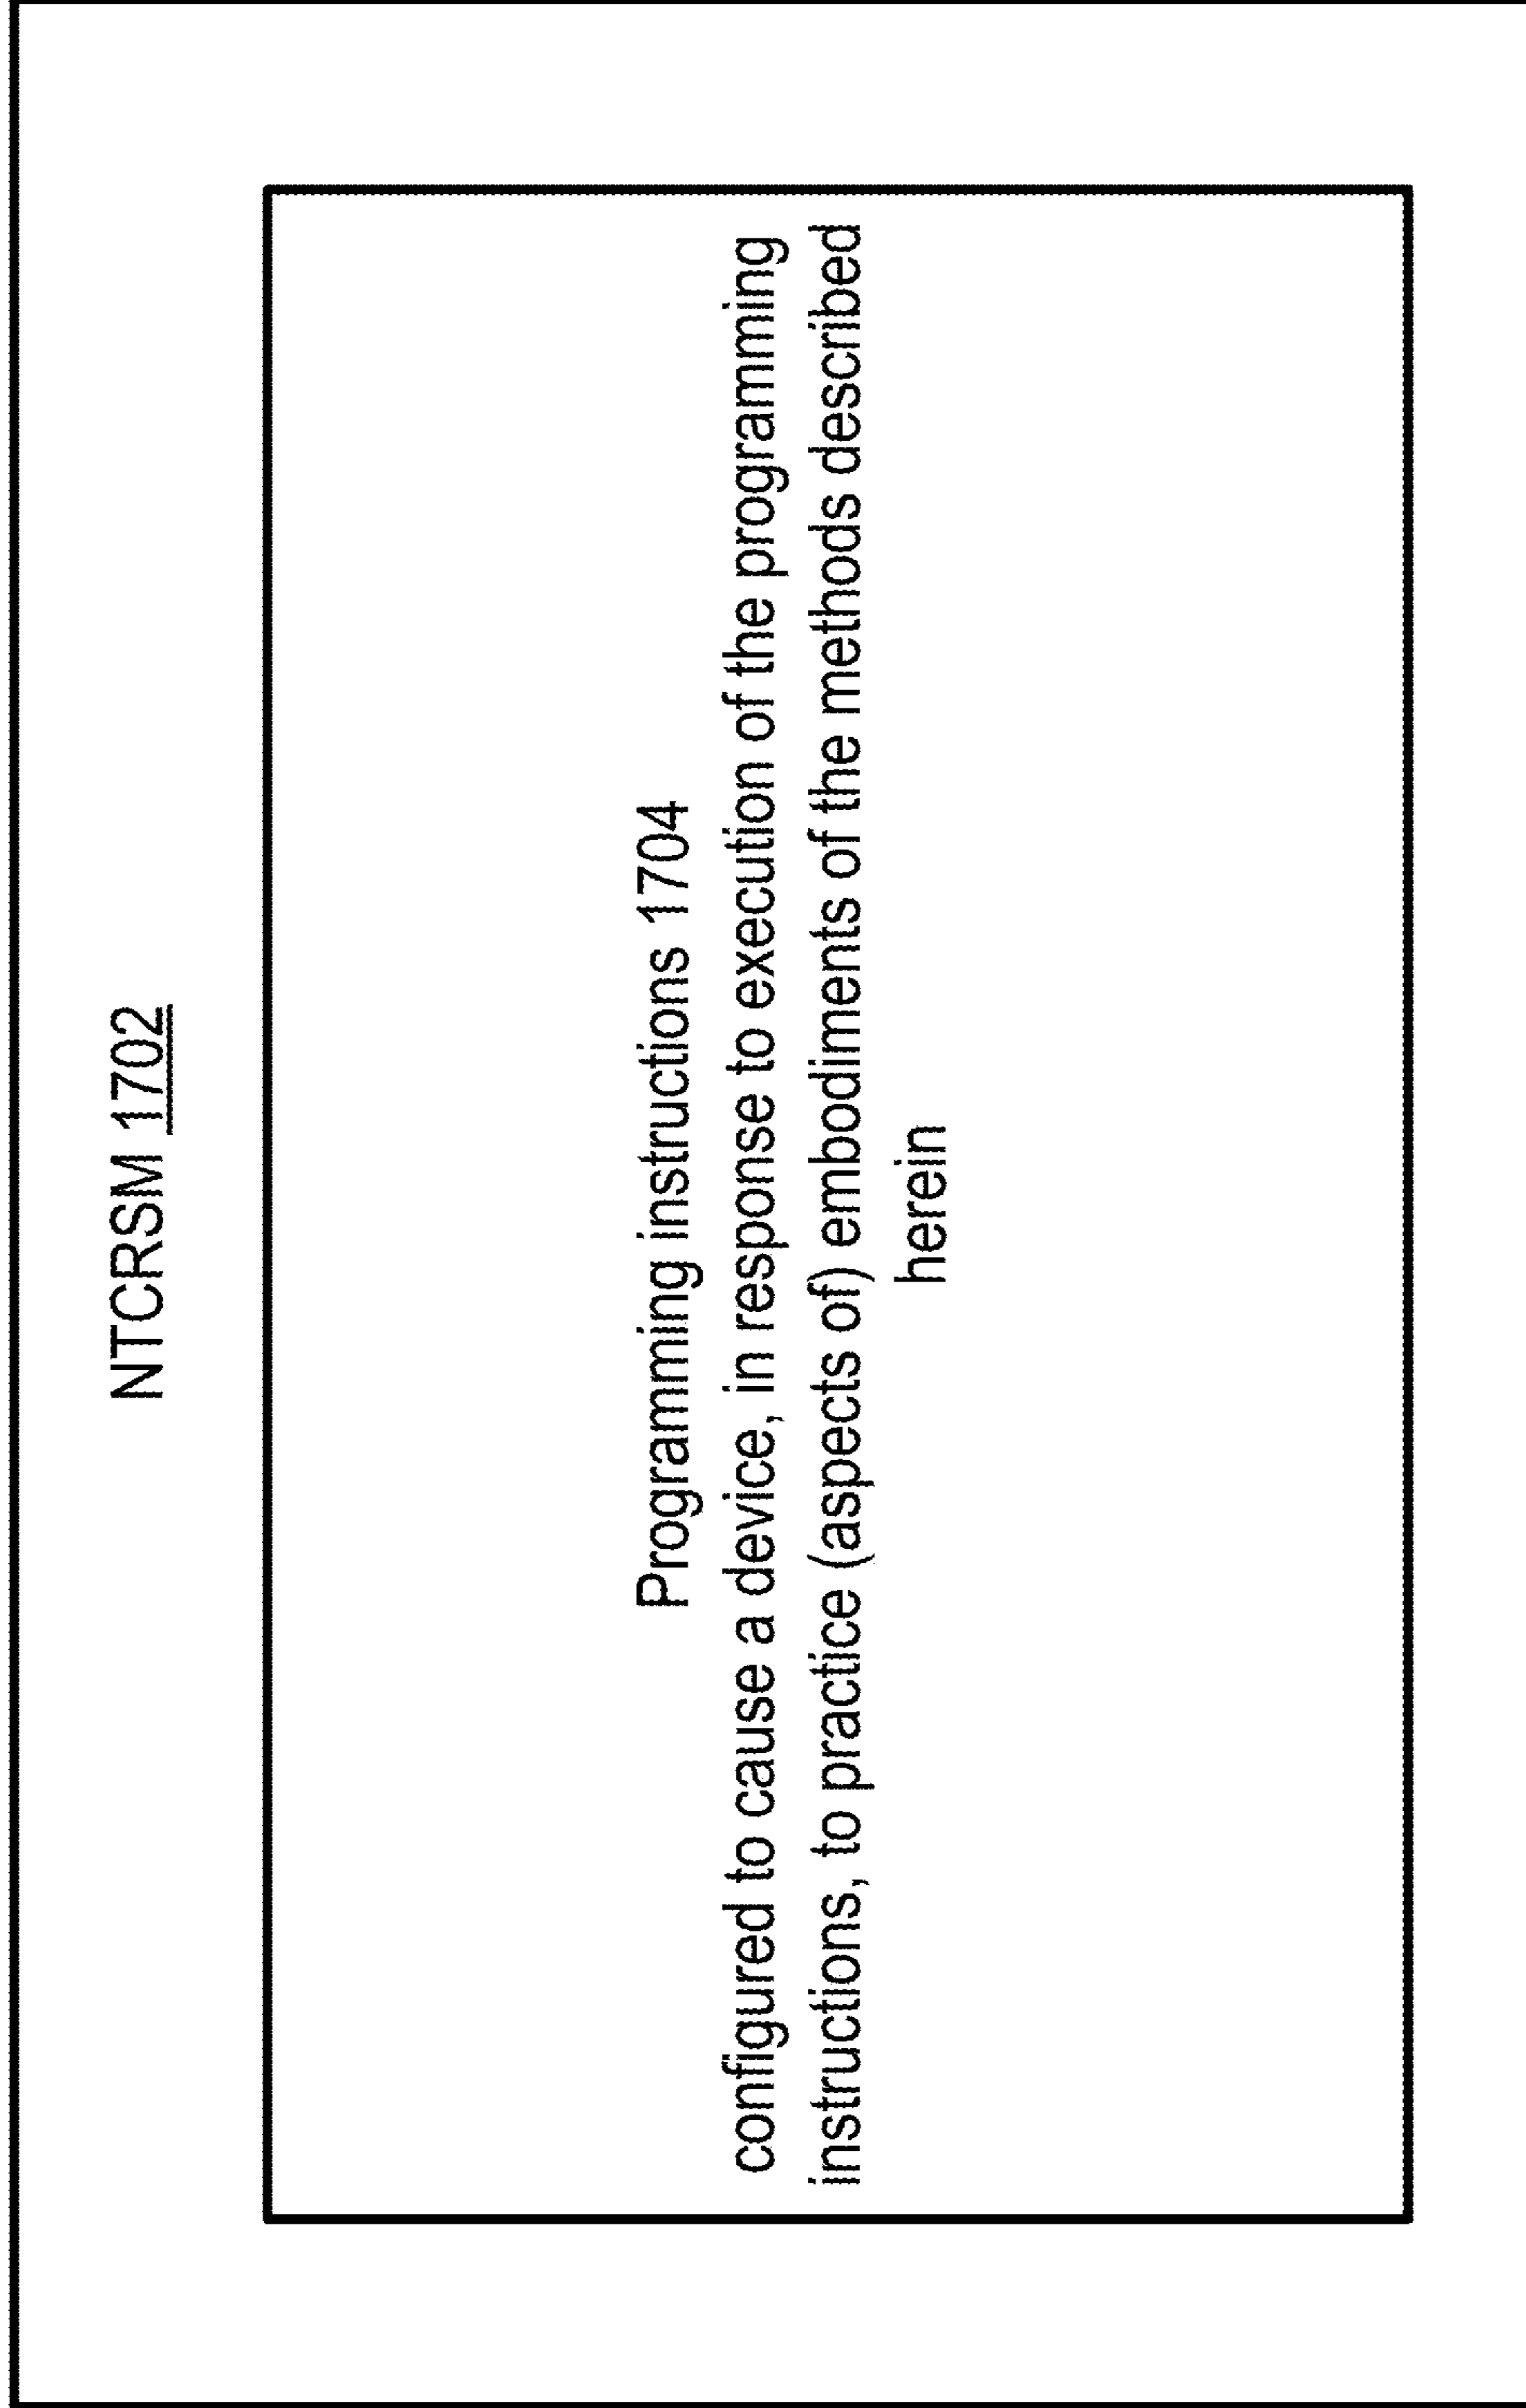 NTCRSM 1702
Programming instructions 1704
configured to cause a device, in response to execution of the programming
instructions, to practice (aspects of) embodiments of the methods described
herein